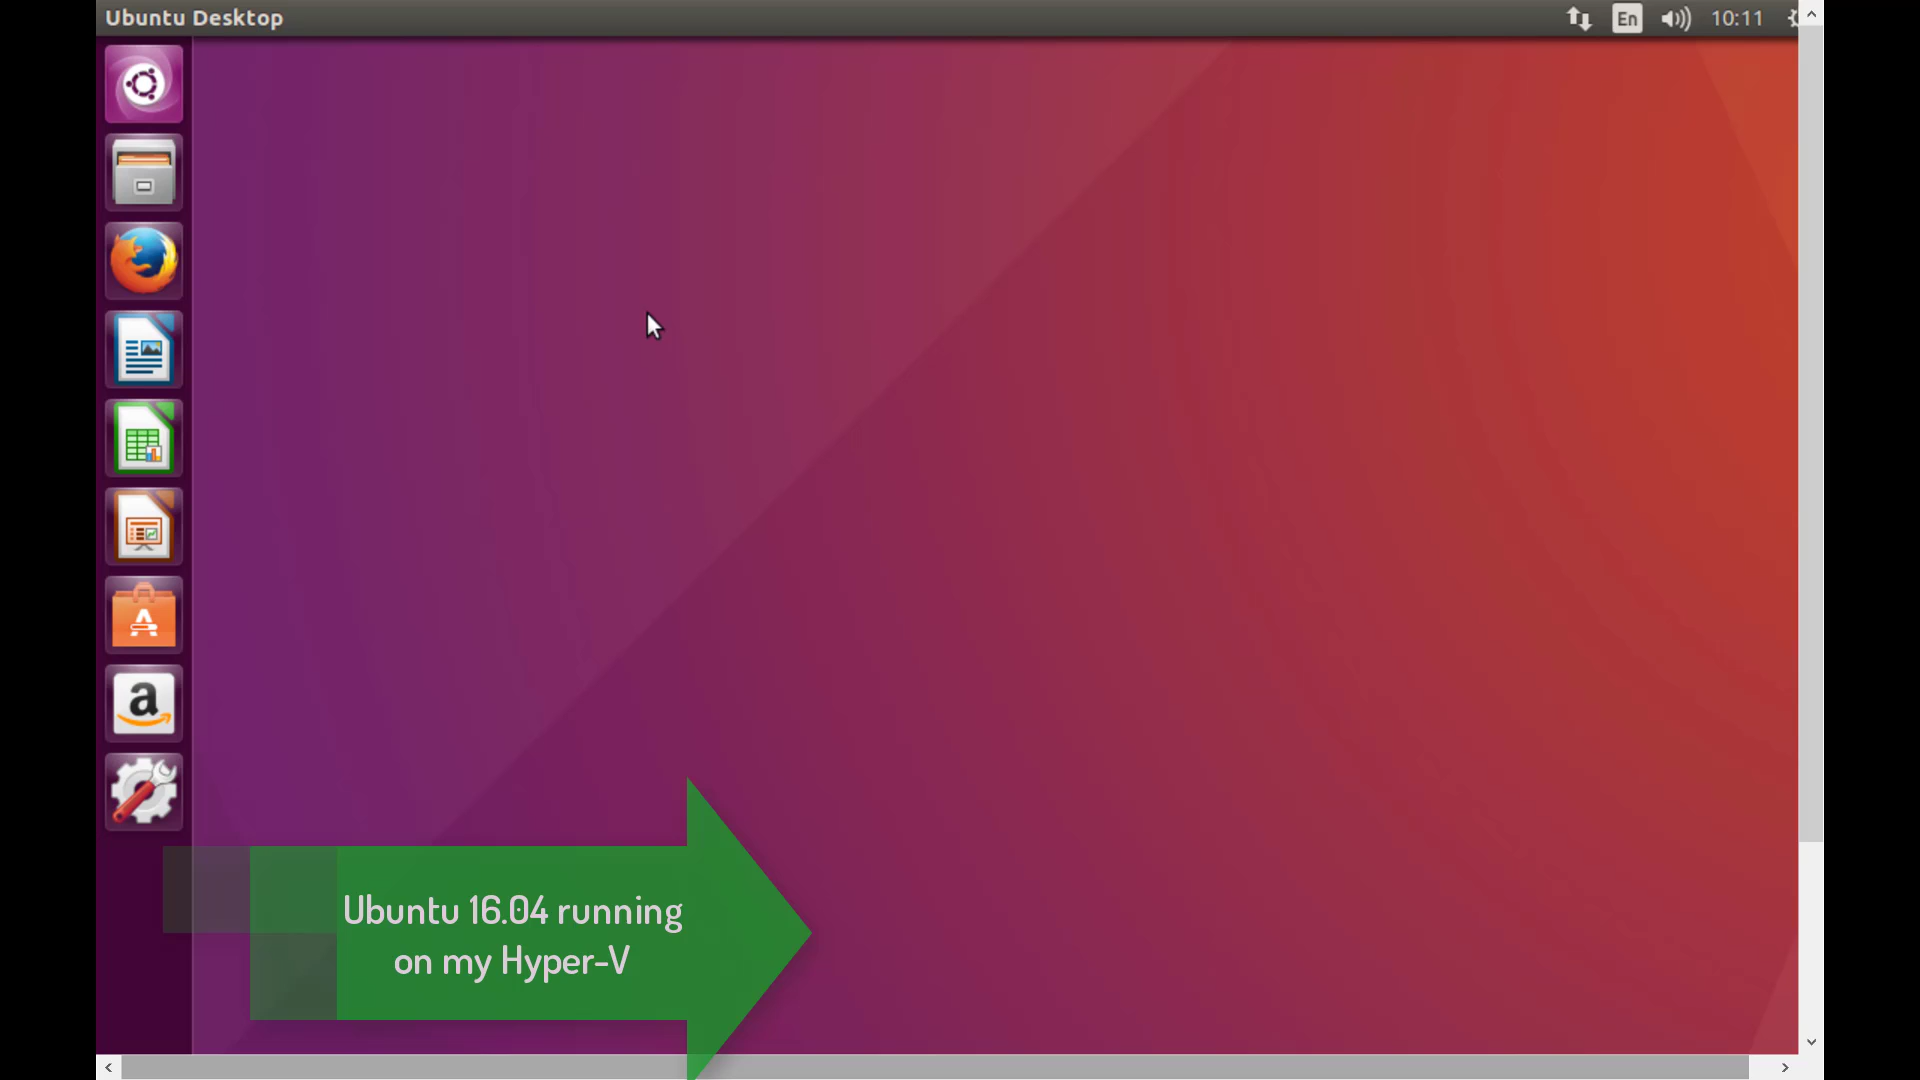 Ubuntu Desktop
En
10:11
a
Ubuntu 16.04 running
on my Hyper-V